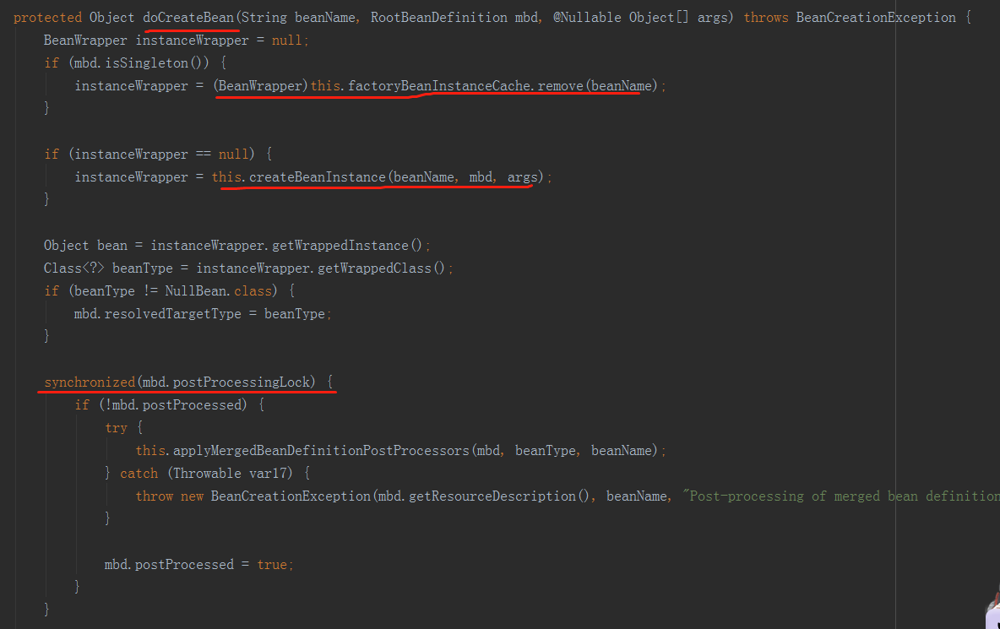 protected Object doCreateBean(String beanName, RootBeanDefinition mbd, @Nullable Object[] args) throws BeanCreationException {
BeanWrapper instanceWrapper = null;
if (mbd.isSingleton()) {
instanceWrapper = (BeanWrapper)this.factoryBeanInstanceCache.remove(beanName);
}
if (instanceWrapper == null) {
instanceWrapper = this.createBeanInstance(beanName, mbd, args);
}
Object bean = instanceWrapper.getWrappedInstance();
Class<?> beanType = instanceWrapper.getWrappedClass();
if (beanType != NullBean.class) {
mbd.resolvedTargetType = beanType;
}
synchronized(mbd.postProcessingLock) {
if (!mbd.postProcessed) {
try {
this.applyMergedBeanDefinitionPostProcessors(mbd, beanType, beanName);
} catch (Throwable var17) {
throw new BeanCreationException(mbd.getResourceDescription(), beanName, "Post-processing of merged bean definition
}
mbd.postProcessed = true;
}
}